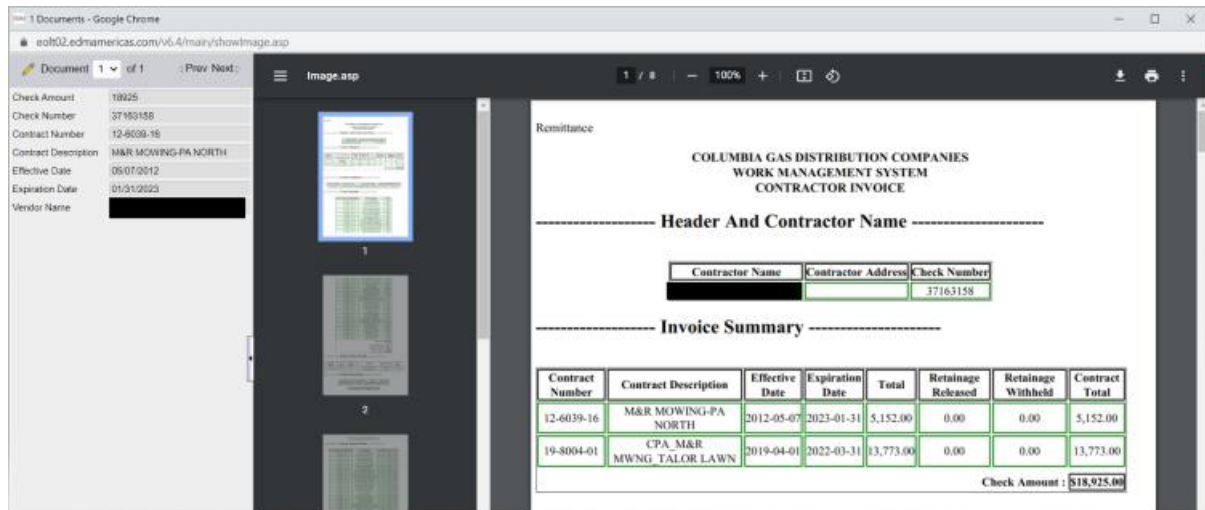 1 Documents - Google Chrome
eolt02.edmamericas.com/v6.4/main/showImage.asp
Document 1 of 1 Prev Next
Check Amount 18925
Check Number 37163158
Contract Number 12-6039-16
Contract Description M&R MOWING-PA NORTH
Effective Date 05/07/2012
Expiration Date 01/31/2023
Vendor Name
Image.asp 1 / 8 100%
1
2
Remittance
COLUMBIA GAS DISTRIBUTION COMPANIES
WORK MANAGEMENT SYSTEM
CONTRACTOR INVOICE
------------------- Header And Contractor Name ---------------------
Contractor Name Contractor Address Check Number
37163158
------------------- Invoice Summary ---------------------
Contract Number Contract Description Effective Date Expiration Date Total Retainage Released Retainage Withheld Contract Total
12-6039-16 M&R MOWING-PA NORTH 2012-05-07 2023-01-31 5,152.00 0.00 0.00 5,152.00
19-8004-01 CPA_M&R MWNG_TALOR LAWN 2019-04-01 2022-03-31 13,773.00 0.00 0.00 13,773.00
Check Amount : $18,925.00